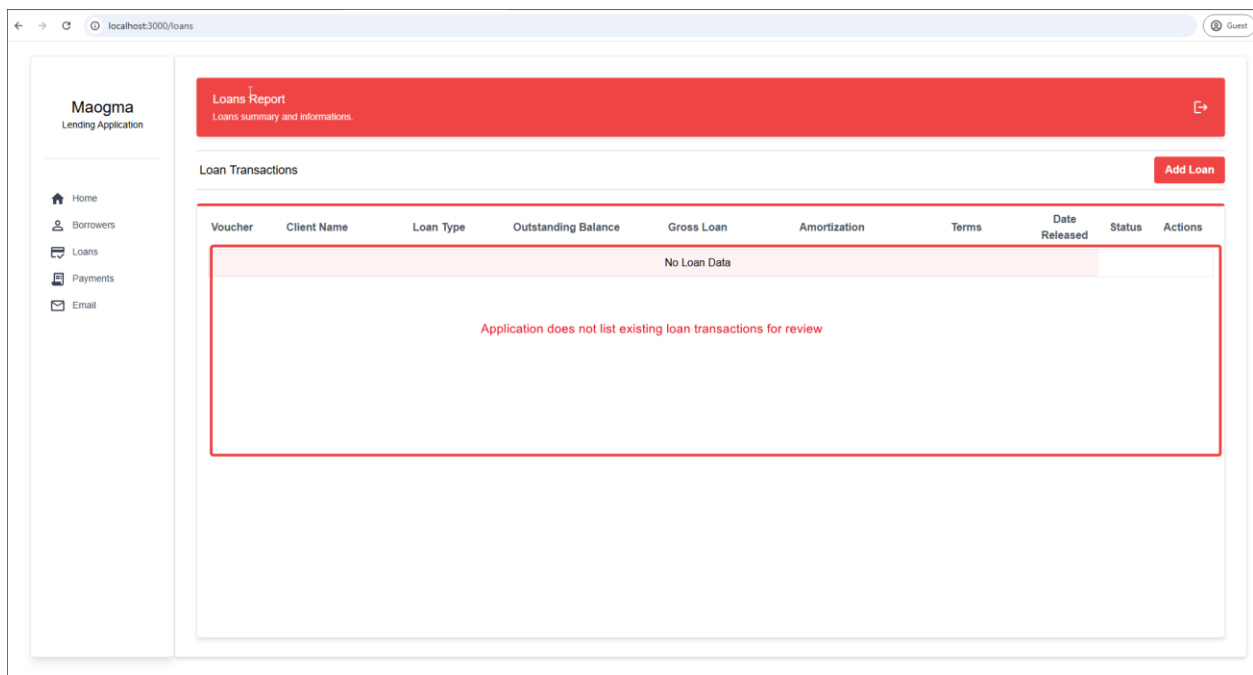 localhost:3000/loans
Guest
Maogma
Lending Application
Home
Borrowers
Loans
Payments
Email
Loans Report
Loans summary and informations.
Loan Transactions
Add Loan
Voucher Client Name Loan Type Outstanding Balance Gross Loan Amortization Terms Date Released Status Actions
No Loan Data
Application does not list existing loan transactions for review